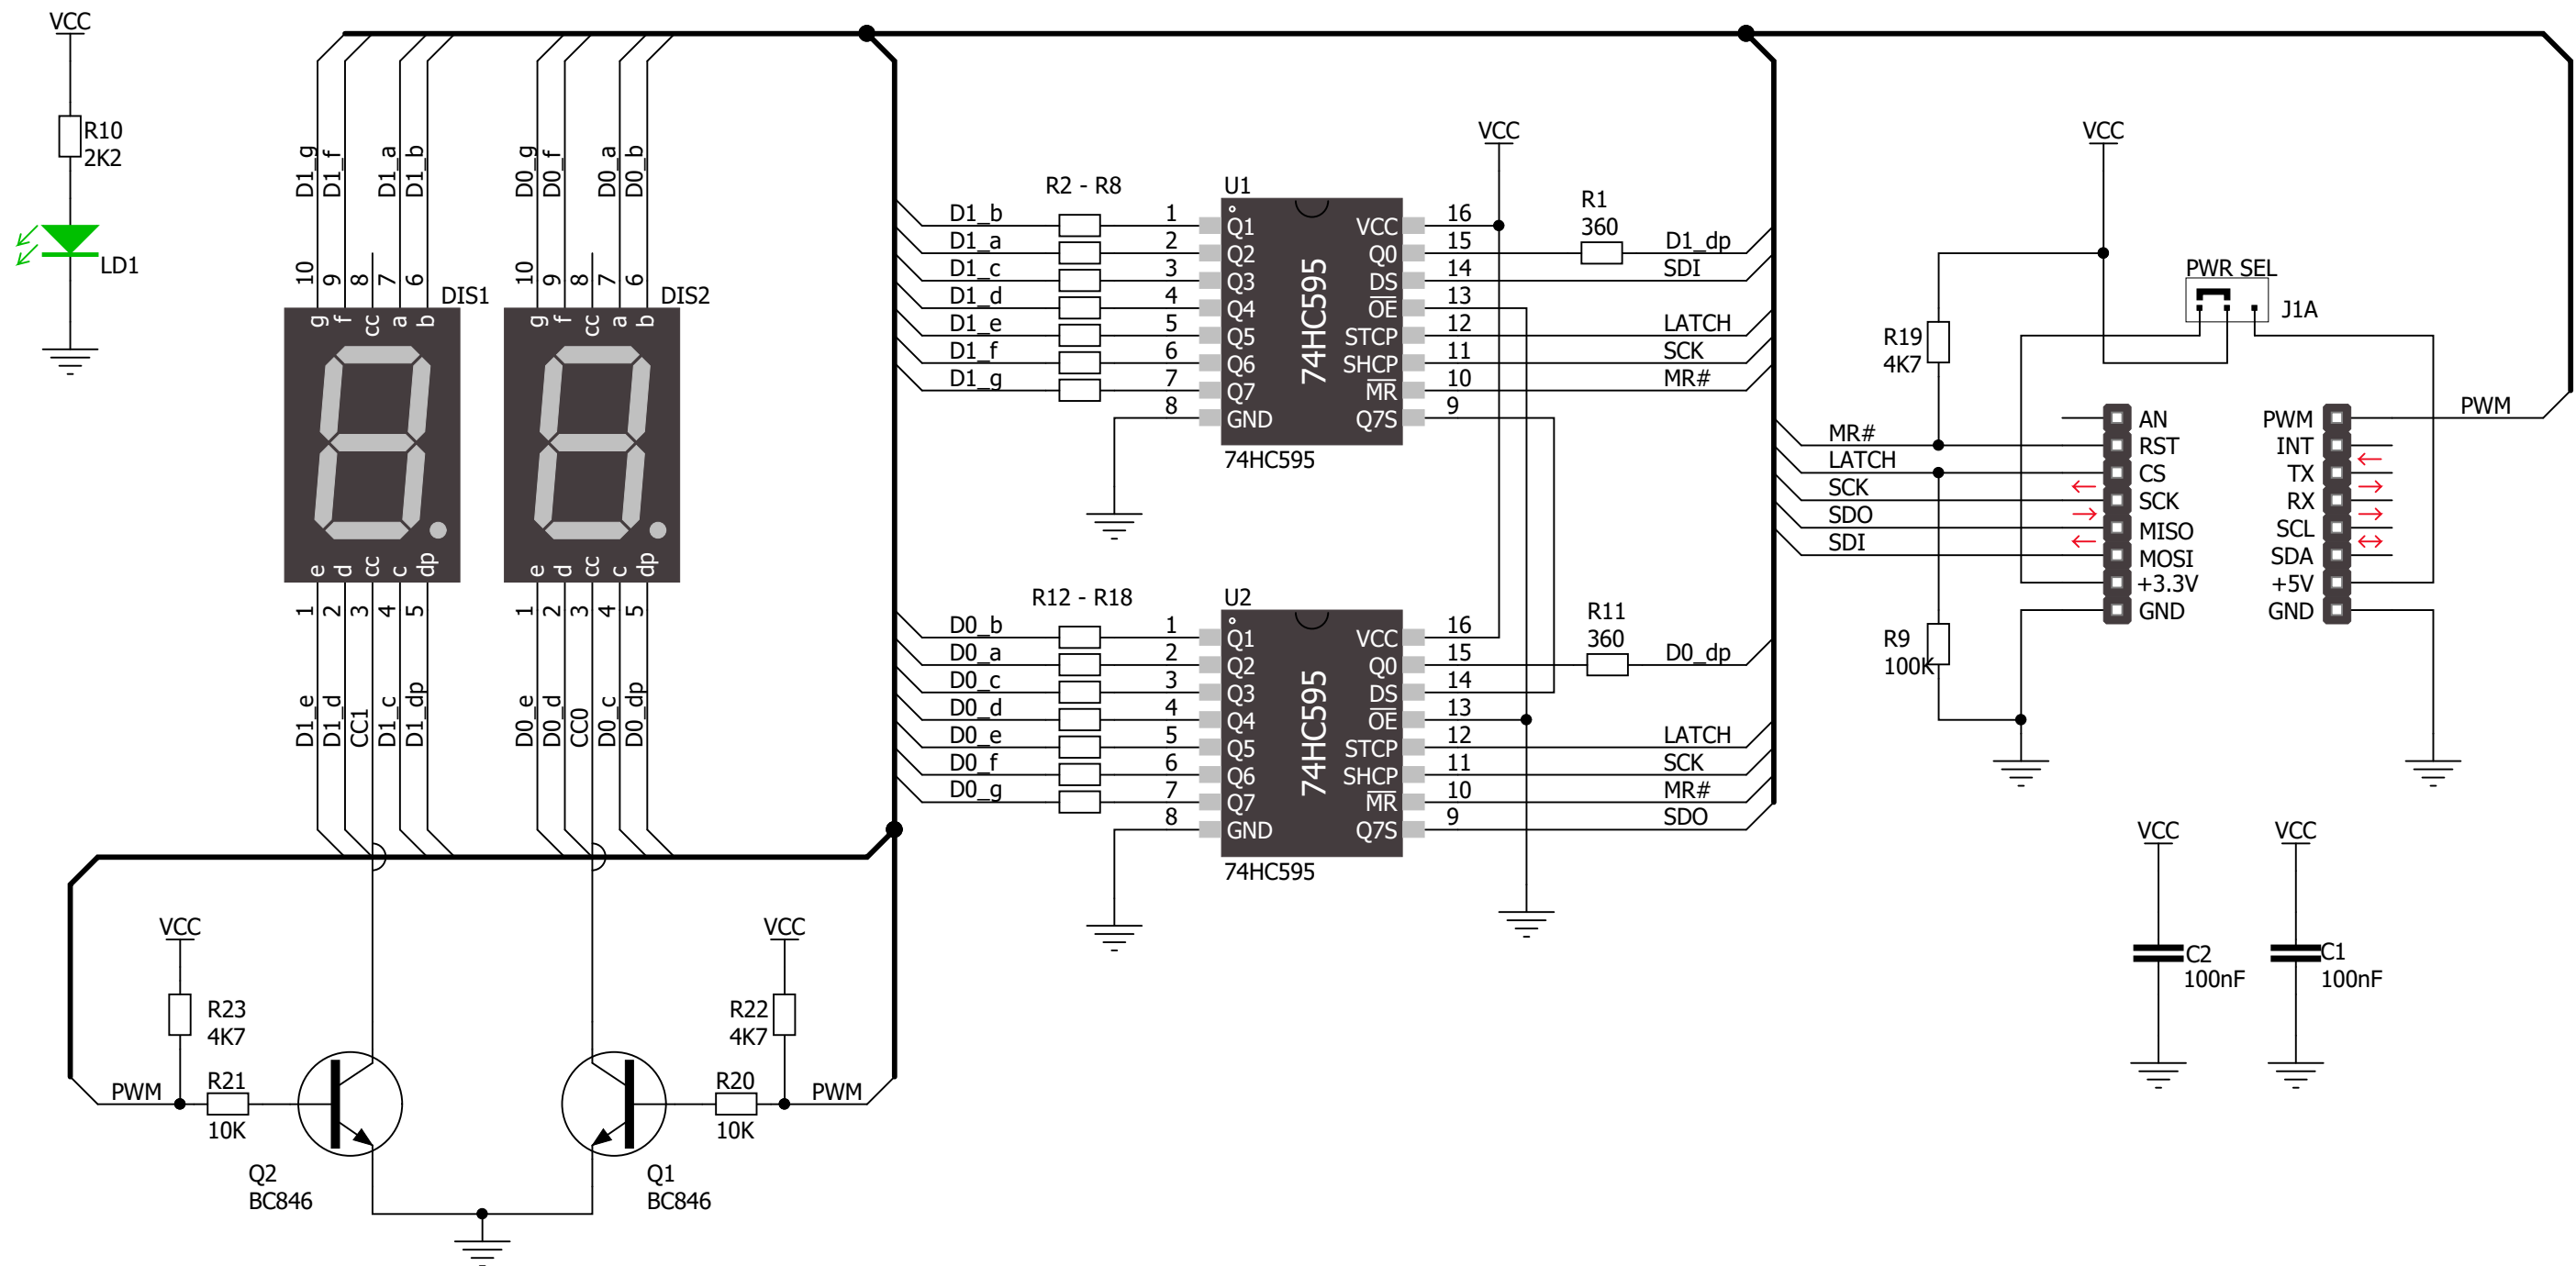 VCC
R10
2K2
LD1
D1_g
D1_f
D1_a
D1_b
10
9
8
7
6
DIS1
g
f
cc
a
b
e
d
cc
c
dp
1
2
3
4
5
D1_e
D1_d
CC1
D1_c
D1_dp
D0_g
D0_f
D0_a
D0_b
10
9
8
7
6
DIS2
g
f
cc
a
b
e
d
cc
c
dp
1
2
3
4
5
D0_e
D0_d
CC0
D0_c
D0_dp
VCC
R23
4K7
PWM
R21
10K
Q2
BC846
VCC
R22
4K7
R20
10K
PWM
Q1
BC846
R2 - R8
D1_b
D1_a
D1_c
D1_d
D1_e
D1_f
D1_g
1
2
3
4
5
6
7
8
U1
Q1
Q2
Q3
Q4
Q5
Q6
Q7
GND
74HC595
VCC
Q0
DS
OE
STCP
SHCP
MR
Q7S
74HC595
16
15
14
13
12
11
10
9
VCC
R1
360
D1_dp
SDI
LATCH
SCK
MR#
R12 - R18
D0_b
D0_a
D0_c
D0_d
D0_e
D0_f
D0_g
1
2
3
4
5
6
7
8
U2
Q1
Q2
Q3
Q4
Q5
Q6
Q7
GND
74HC595
VCC
Q0
DS
OE
STCP
SHCP
MR
Q7S
74HC595
16
15
14
13
12
11
10
9
R11
360
D0_dp
LATCH
SCK
MR#
SDO
VCC
PWR SEL
J1A
R19
4K7
MR#
LATCH
SCK
SDO
SDI
R9
100K
AN
RST
CS
SCK
MISO
MOSI
+3.3V
GND
PWM
INT
TX
RX
SCL
SDA
+5V
GND
PWM
VCC
C2
100nF
VCC
C1
100nF